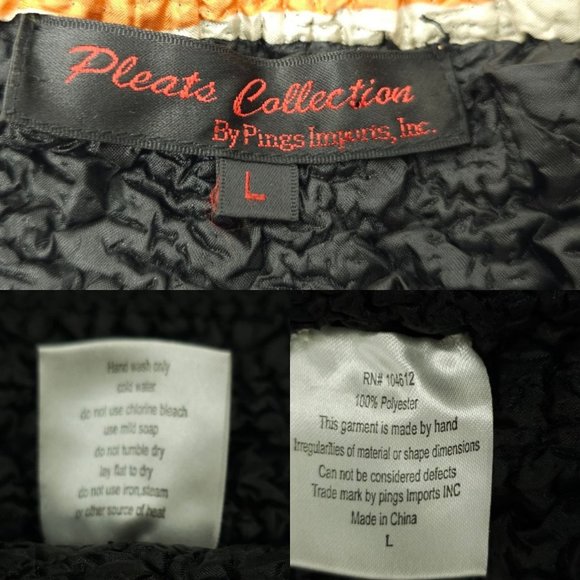 Pleats Collection
By Pings Imports, Inc.
L
Hand wash only
cold water
do not use chlorine bleach
use mild soap
do not tumble dry
lay flat to dry
do not use iron,steam
or other source of heat
RN# 104612
100% Polyester
This garment is made by hand
Irregularities of material or shape dimensions
Can not be considered defects
Trade mark by pings Imports INC
Made in China
L